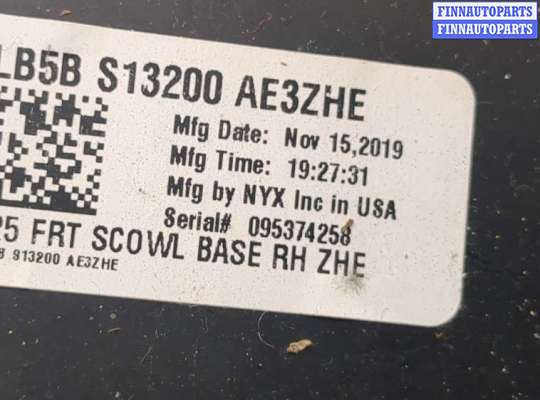 FINNAUTOPARTS
FINNAUTOPARTS
LB5B S13200 AE3ZHE
Mfg Date: Nov 15,2019
Mfg Time: 19:27:31
Mfg by NYX Inc in USA
Serial# 095374258
25 FRT SCOWL BASE RH ZHE
B S13200 AE3ZHE